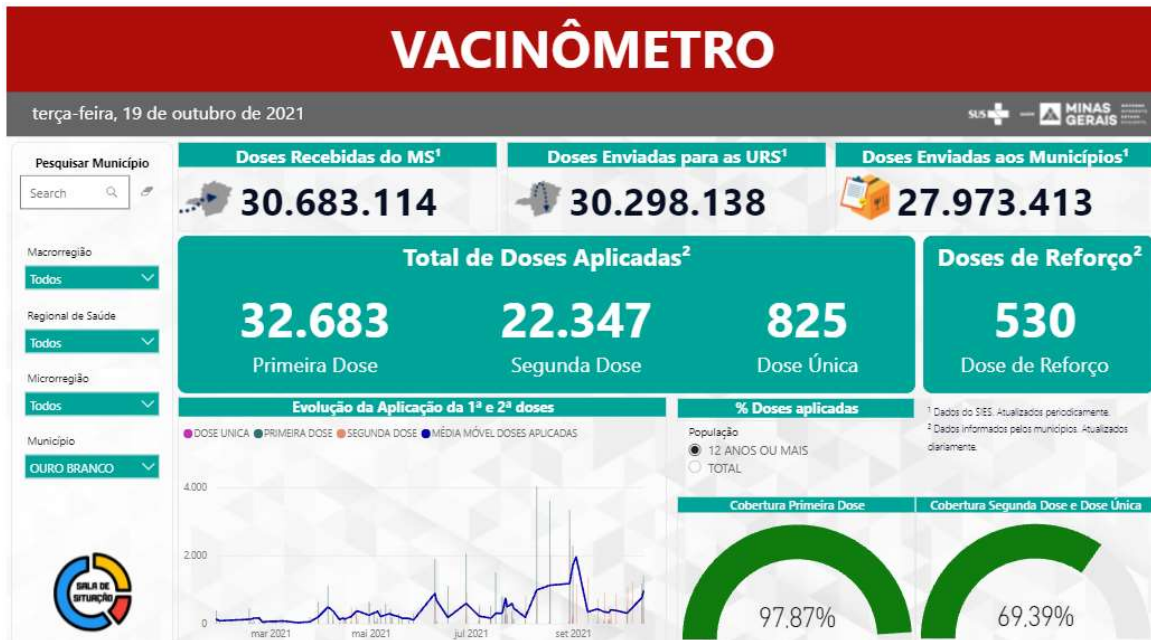 VACINÔMETRO
terça-feira, 19 de outubro de 2021
SUS
MINAS
GERAIS
Pesquisar Município
Search
Macrorregião
Todos
Regional de Saúde
Todos
Microrregião
Todos
Município
OURO BRANCO
SALA DE
SITUAÇÃO
Doses Recebidas do MS¹
30.683.114
Doses Enviadas para as URS¹
30.298.138
Doses Enviadas aos Municípios¹
27.973.413
Total de Doses Aplicadas²
32.683
Primeira Dose
22.347
Segunda Dose
825
Dose Única
Doses de Reforço²
530
Dose de Reforço
Evolução da Aplicação da 1ª e 2ª doses
DOSE UNICA PRIMEIRA DOSE SEGUNDA DOSE MÉDIA MÓVEL DOSES APLICADAS
4.000
2.000
0
mar 2021 mai 2021 jul 2021 set 2021
% Doses aplicadas
População
12 ANOS OU MAIS
TOTAL
¹ Dados do SIES. Atualizados periodicamente.
² Dados informados pelos municípios. Atualizados
diariamente.
Cobertura Primeira Dose
97.87%
Cobertura Segunda Dose e Dose Única
69.39%